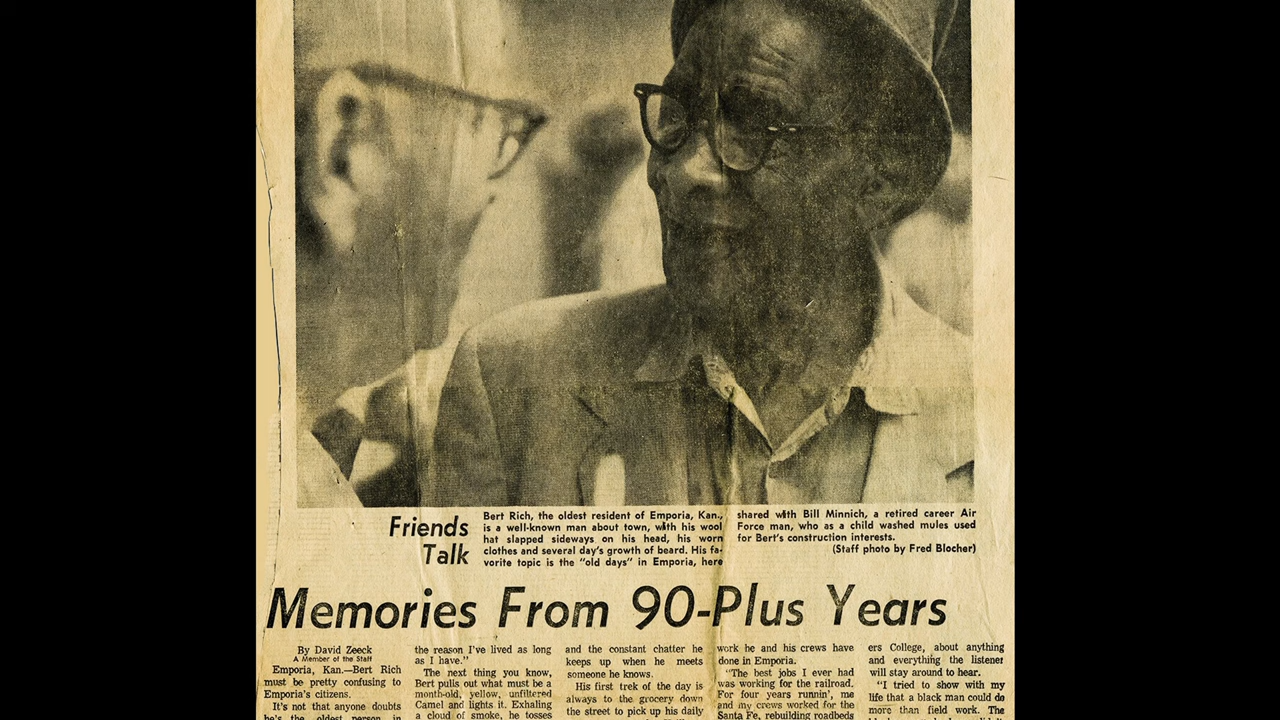 Friends
Talk
Bert Rich, the oldest resident of Emporia, Kan.,
is a well-known man about town, with his wool
hat slapped sideways on his head, his worn
clothes and several day's growth of beard. His fa-
vorite topic is the "old days" in Emporia, here
shared with Bill Minnich, a retired career Air
Force man, who as a child washed mules used
for Bert's construction interests.
(Staff photo by Fred Blocher)
Memories From 90-Plus Years
By David Zeeck
A Member of the Staff
Emporia, Kan.—Bert Rich
must be pretty confusing to
Emporia's citizens.
It's not that anyone doubts
he's the oldest person in
the reason I've lived as long
as I have."
The next thing you know,
Bert pulls out what must be a
month-old, yellow, unfiltered
Camel and lights it. Exhaling
a cloud of smoke, he tosses
and the constant chatter he
keeps up when he meets
someone he knows.
His first trek of the day is
always to the grocery down
the street to pick up his daily
work he and his crews have
done in Emporia.
"The best jobs I ever had
was working for the railroad.
For four years runnin', me
and my crews worked for the
Santa Fe, rebuilding roadbeds
ers College, about anything
and everything the listener
will stay around to hear.
"I tried to show with my
life that a black man could do
more than field work. The